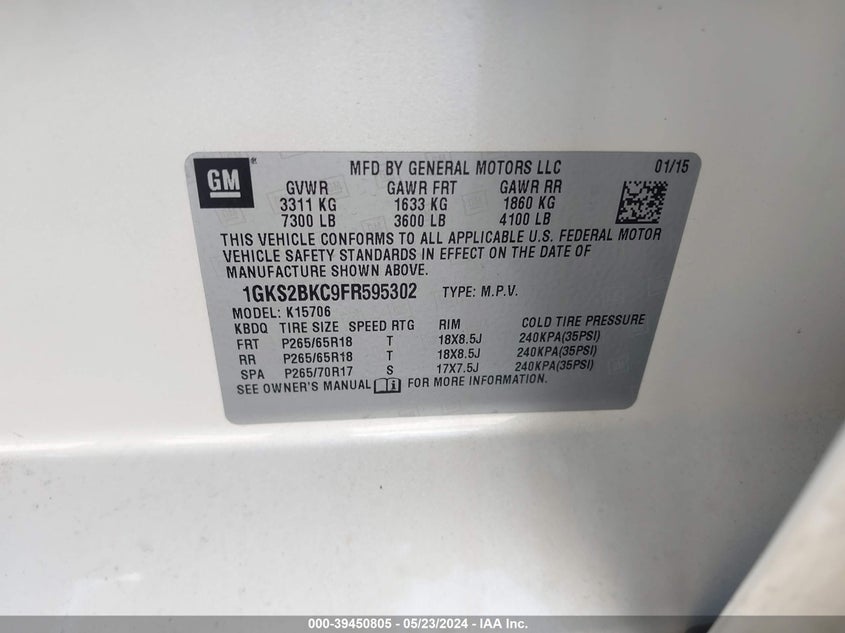 GM
MFD BY GENERAL MOTORS LLC 01/15
GVWR GAWR FRT GAWR RR
3311 KG 1633 KG 1860 KG
7300 LB 3600 LB 4100 LB
THIS VEHICLE CONFORMS TO ALL APPLICABLE U.S. FEDERAL MOTOR
VEHICLE SAFETY STANDARDS IN EFFECT ON THE DATE OF
MANUFACTURE SHOWN ABOVE.
1GKS2BKC9FR595302 TYPE: M.P.V.
MODEL: K15706
KBDQ TIRE SIZE SPEED RTG RIM COLD TIRE PRESSURE
FRT P265/65R18 T 18X8.5J 240KPA(35PSI)
RR P265/65R18 T 18X8.5J 240KPA(35PSI)
SPA P265/70R17 S 17X7.5J 240KPA(35PSI)
SEE OWNER'S MANUAL FOR MORE INFORMATION.
000-39450805 - 05/23/2024 - IAA Inc.